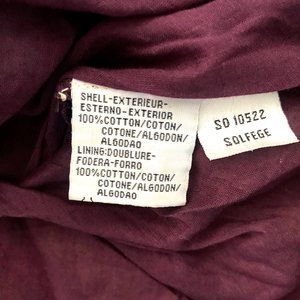 SHELL-EXTERIEUR-
ESTERNO-EXTERIOR
100%COTTON/COTON/
COTONE/ALGODON/
ALGODAO
LINING:DOUBLURE-
FODERA-FORRO
100%COTTON/COTON/
COTONE/ALGODON/
ALGODAO
SO 10522
SOLFEGE